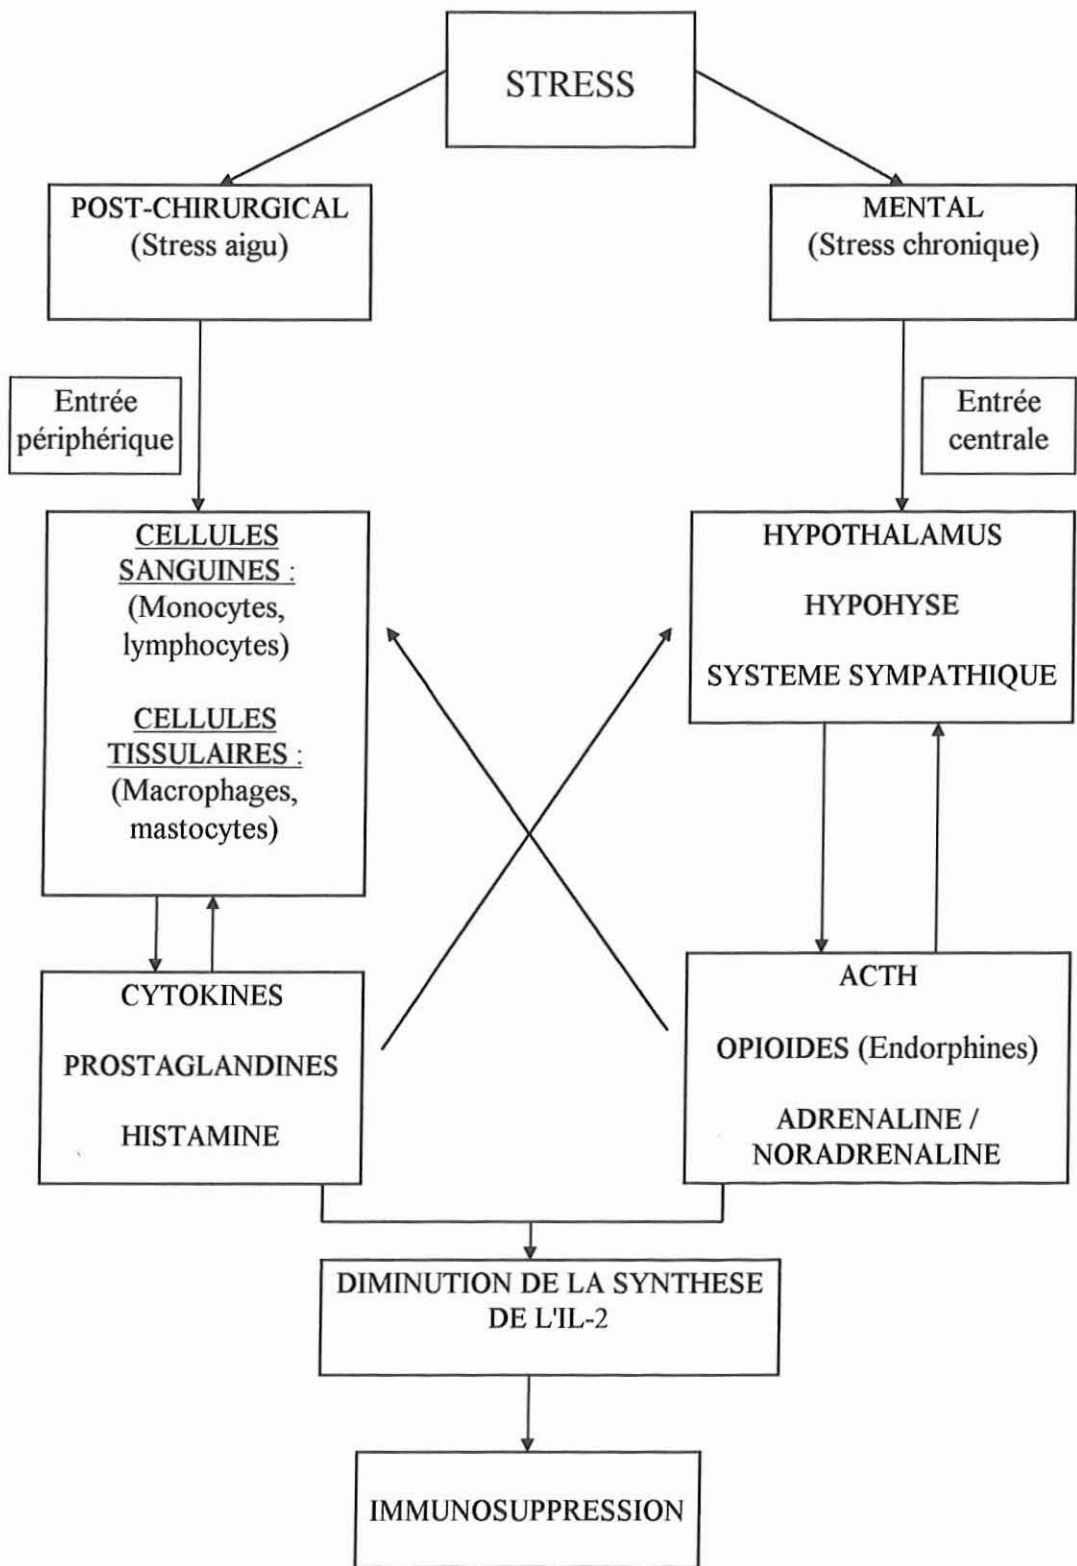 STRESS
POST-CHIRURGICAL
(Stress aigu)
MENTAL
(Stress chronique)
Entrée
périphérique
Entrée
centrale
CELLULES
SANGUINES :
(Monocytes,
lymphocytes)
CELLULES
TISSULAIRES :
(Macrophages,
mastocytes)
HYPOTHALAMUS
HYPOHYSE
SYSTEME SYMPATHIQUE
CYTOKINES
PROSTAGLANDINES
HISTAMINE
ACTH
OPIOIDES (Endorphines)
ADRENALINE /
NORADRENALINE
DIMINUTION DE LA SYNTHESE
DE L'IL-2
IMMUNOSUPPRESSION